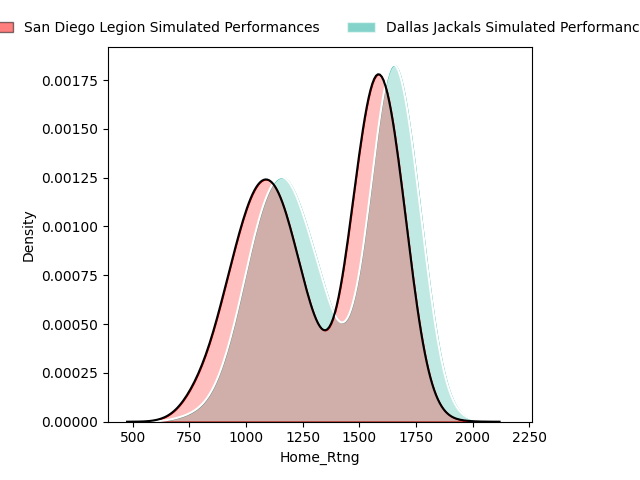 San Diego Legion Simulated Performances
Dallas Jackals Simulated Performanc
0.00175
0.00150
0.00125
0.00100
0.00075
0.00050
0.00025
0.00000
Density
500 750 1000 1250 1500 1750 2000 2250
Home_Rtng